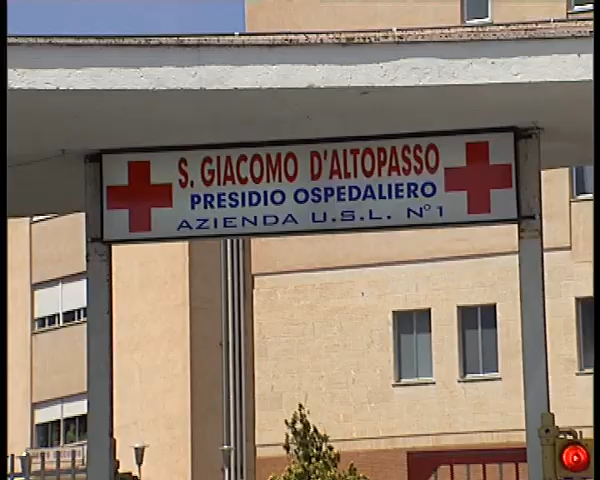 S. GIACOMO D'ALTOPASSO
PRESIDIO OSPEDALIERO
AZIENDA U.S.L. N°1